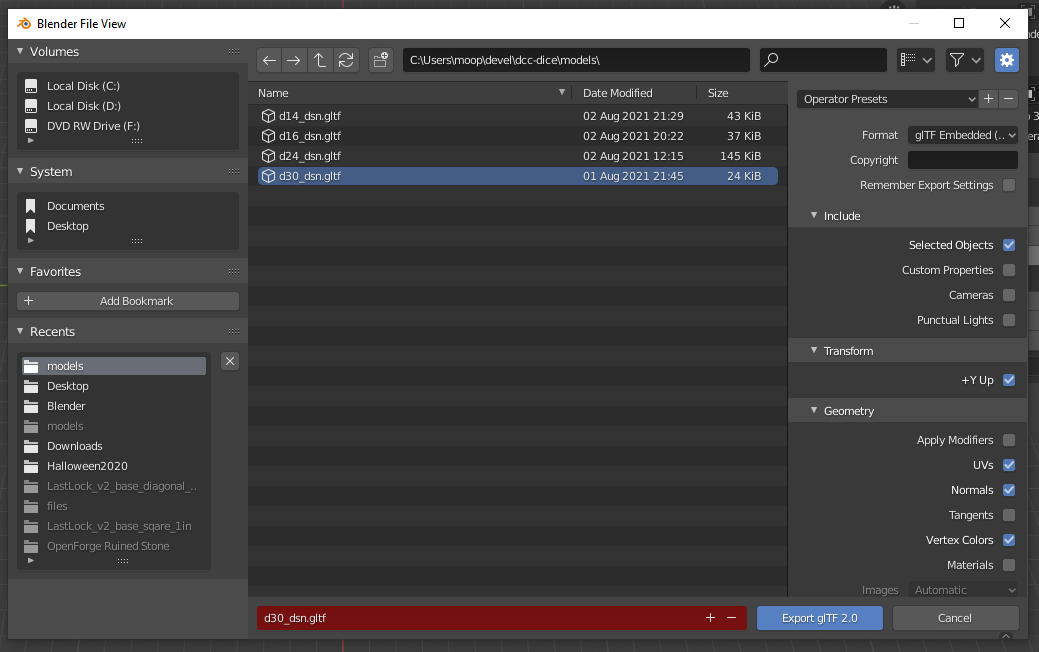 Blender File View
Volumes
Local Disk (C:)
Local Disk (D:)
DVD RW Drive (F:)
System
Documents
Desktop
Favorites
Add Bookmark
Recents
models
Desktop
Blender
models
Downloads
Halloween2020
LastLock_v2_base_diagonal_..
files
LastLock_v2_base_sqare_1in
OpenForge Ruined Stone
C:\Users\moop\devel\dcc-dice\models\
Name Date Modified Size
d14_dsn.gltf 02 Aug 2021 21:29 43 KiB
d16_dsn.gltf 02 Aug 2021 20:22 37 KiB
d24_dsn.gltf 02 Aug 2021 12:15 145 KiB
d30_dsn.gltf 01 Aug 2021 21:45 24 KiB
Operator Presets
Format glTF Embedded (..
Copyright
Remember Export Settings
Include
Selected Objects
Custom Properties
Cameras
Punctual Lights
Transform
+Y Up
Geometry
Apply Modifiers
UVs
Normals
Tangents
Vertex Colors
Materials
Images Automatic
d30_dsn.gltf
Export glTF 2.0
Cancel